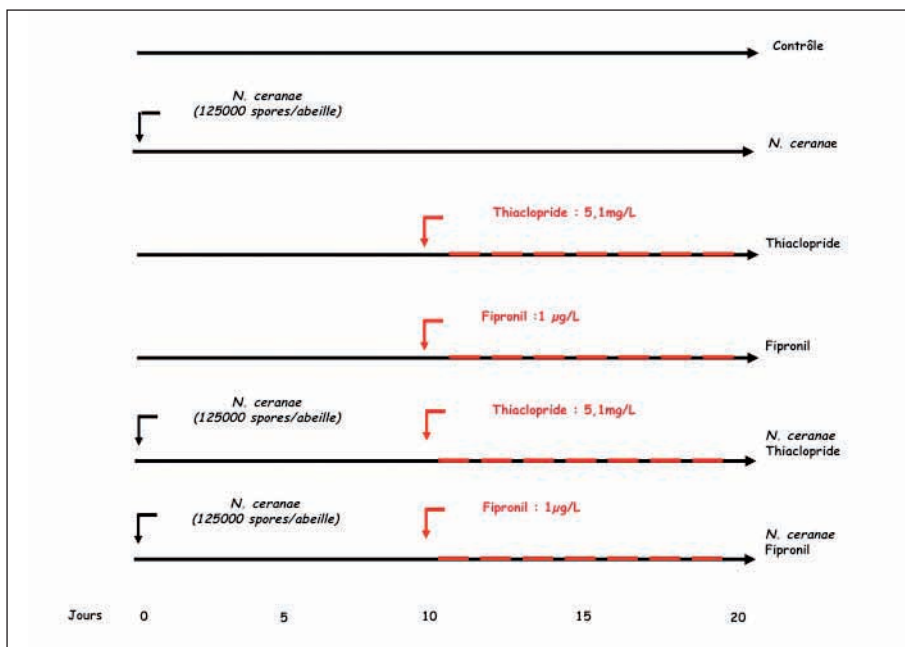 Contrôle
N. ceranae
(125000 spores/abeille)
N. ceranae
Thiaclopride : 5,1mg/L
Thiaclopride
Fipronil :1 µg/L
Fipronil
N. ceranae
(125000 spores/abeille)
Thiaclopride : 5,1mg/L
N. ceranae
Thiaclopride
N. ceranae
(125000 spores/abeille)
Fipronil : 1µg/L
N. ceranae
Fipronil
Jours 0 5 10 15 20